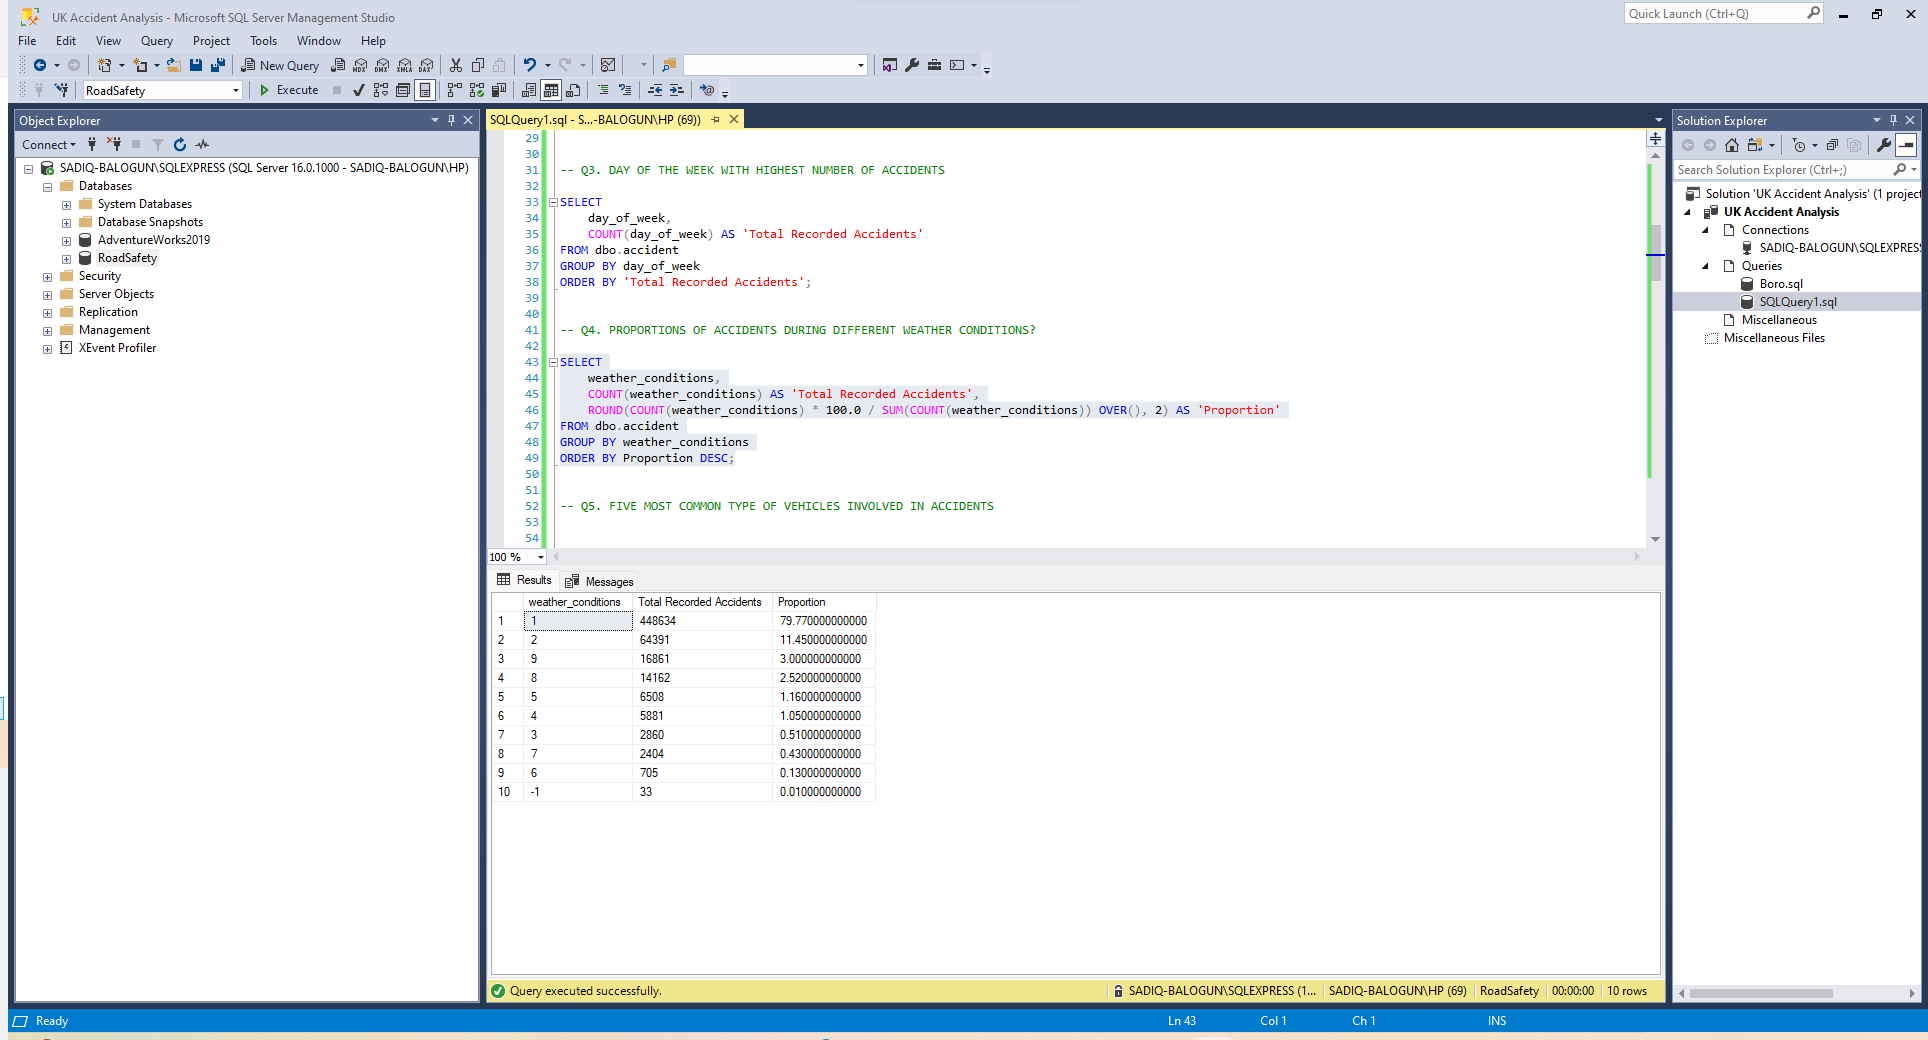 UK Accident Analysis - Microsoft SQL Server Management Studio
Quick Launch (Ctrl+Q)
File Edit View Query Project Tools Window Help
New Query MDX DMX XMLA DAX
RoadSafety Execute
Object Explorer
Connect
SADIQ-BALOGUN\SQLEXPRESS (SQL Server 16.0.1000 - SADIQ-BALOGUN\HP)
Databases
System Databases
Database Snapshots
AdventureWorks2019
RoadSafety
Security
Server Objects
Replication
Management
XEvent Profiler
SQLQuery1.sql - S...-BALOGUN\HP (69))
29
30
31 -- Q3. DAY OF THE WEEK WITH HIGHEST NUMBER OF ACCIDENTS
32
33 SELECT
34 day_of_week,
35 COUNT(day_of_week) AS 'Total Recorded Accidents'
36 FROM dbo.accident
37 GROUP BY day_of_week
38 ORDER BY 'Total Recorded Accidents';
39
40
41 -- Q4. PROPORTIONS OF ACCIDENTS DURING DIFFERENT WEATHER CONDITIONS?
42
43 SELECT
44 weather_conditions,
45 COUNT(weather_conditions) AS 'Total Recorded Accidents',
46 ROUND(COUNT(weather_conditions) * 100.0 / SUM(COUNT(weather_conditions)) OVER(), 2) AS 'Proportion'
47 FROM dbo.accident
48 GROUP BY weather_conditions
49 ORDER BY Proportion DESC;
50
51
52 -- Q5. FIVE MOST COMMON TYPE OF VEHICLES INVOLVED IN ACCIDENTS
53
54
100 %
Results Messages
weather_conditions Total Recorded Accidents Proportion
1 1 448634 79.770000000000
2 2 64391 11.450000000000
3 9 16861 3.000000000000
4 8 14162 2.520000000000
5 5 6508 1.160000000000
6 4 5881 1.050000000000
7 3 2860 0.510000000000
8 7 2404 0.430000000000
9 6 705 0.130000000000
10 -1 33 0.010000000000
Query executed successfully. SADIQ-BALOGUN\SQLEXPRESS (1... SADIQ-BALOGUN\HP (69) RoadSafety 00:00:00 10 rows
Solution Explorer
Search Solution Explorer (Ctrl+;)
Solution 'UK Accident Analysis' (1 project
UK Accident Analysis
Connections
SADIQ-BALOGUN\SQLEXPRESS
Queries
Boro.sql
SQLQuery1.sql
Miscellaneous
Miscellaneous Files
Ready Ln 43 Col 1 Ch 1 INS